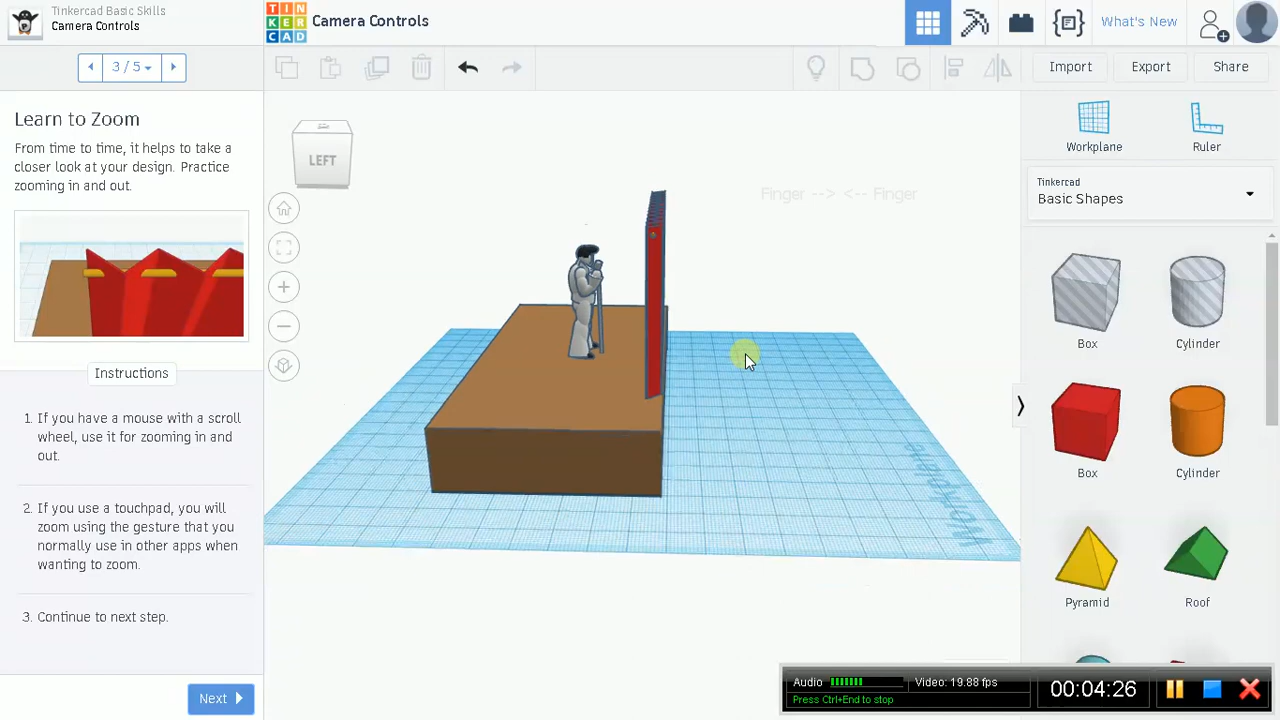 Tinkercad Basic Skills
Camera Controls
TIN
KER
CAD
Camera Controls
What's New
3 / 5
Import
Export
Share
Learn to Zoom
From time to time, it helps to take a
closer look at your design. Practice
zooming in and out.
Instructions
1. If you have a mouse with a scroll
wheel, use it for zooming in and
out.
2. If you use a touchpad, you will
zoom using the gesture that you
normally use in other apps when
wanting to zoom.
3. Continue to next step.
Next
LEFT
Finger --> <-- Finger
Workplane
Workplane
Ruler
Tinkercad
Basic Shapes
Box
Cylinder
Box
Cylinder
Pyramid
Roof
Audio
Video: 19.88 fps
Press Ctrl+End to stop
00:04:26